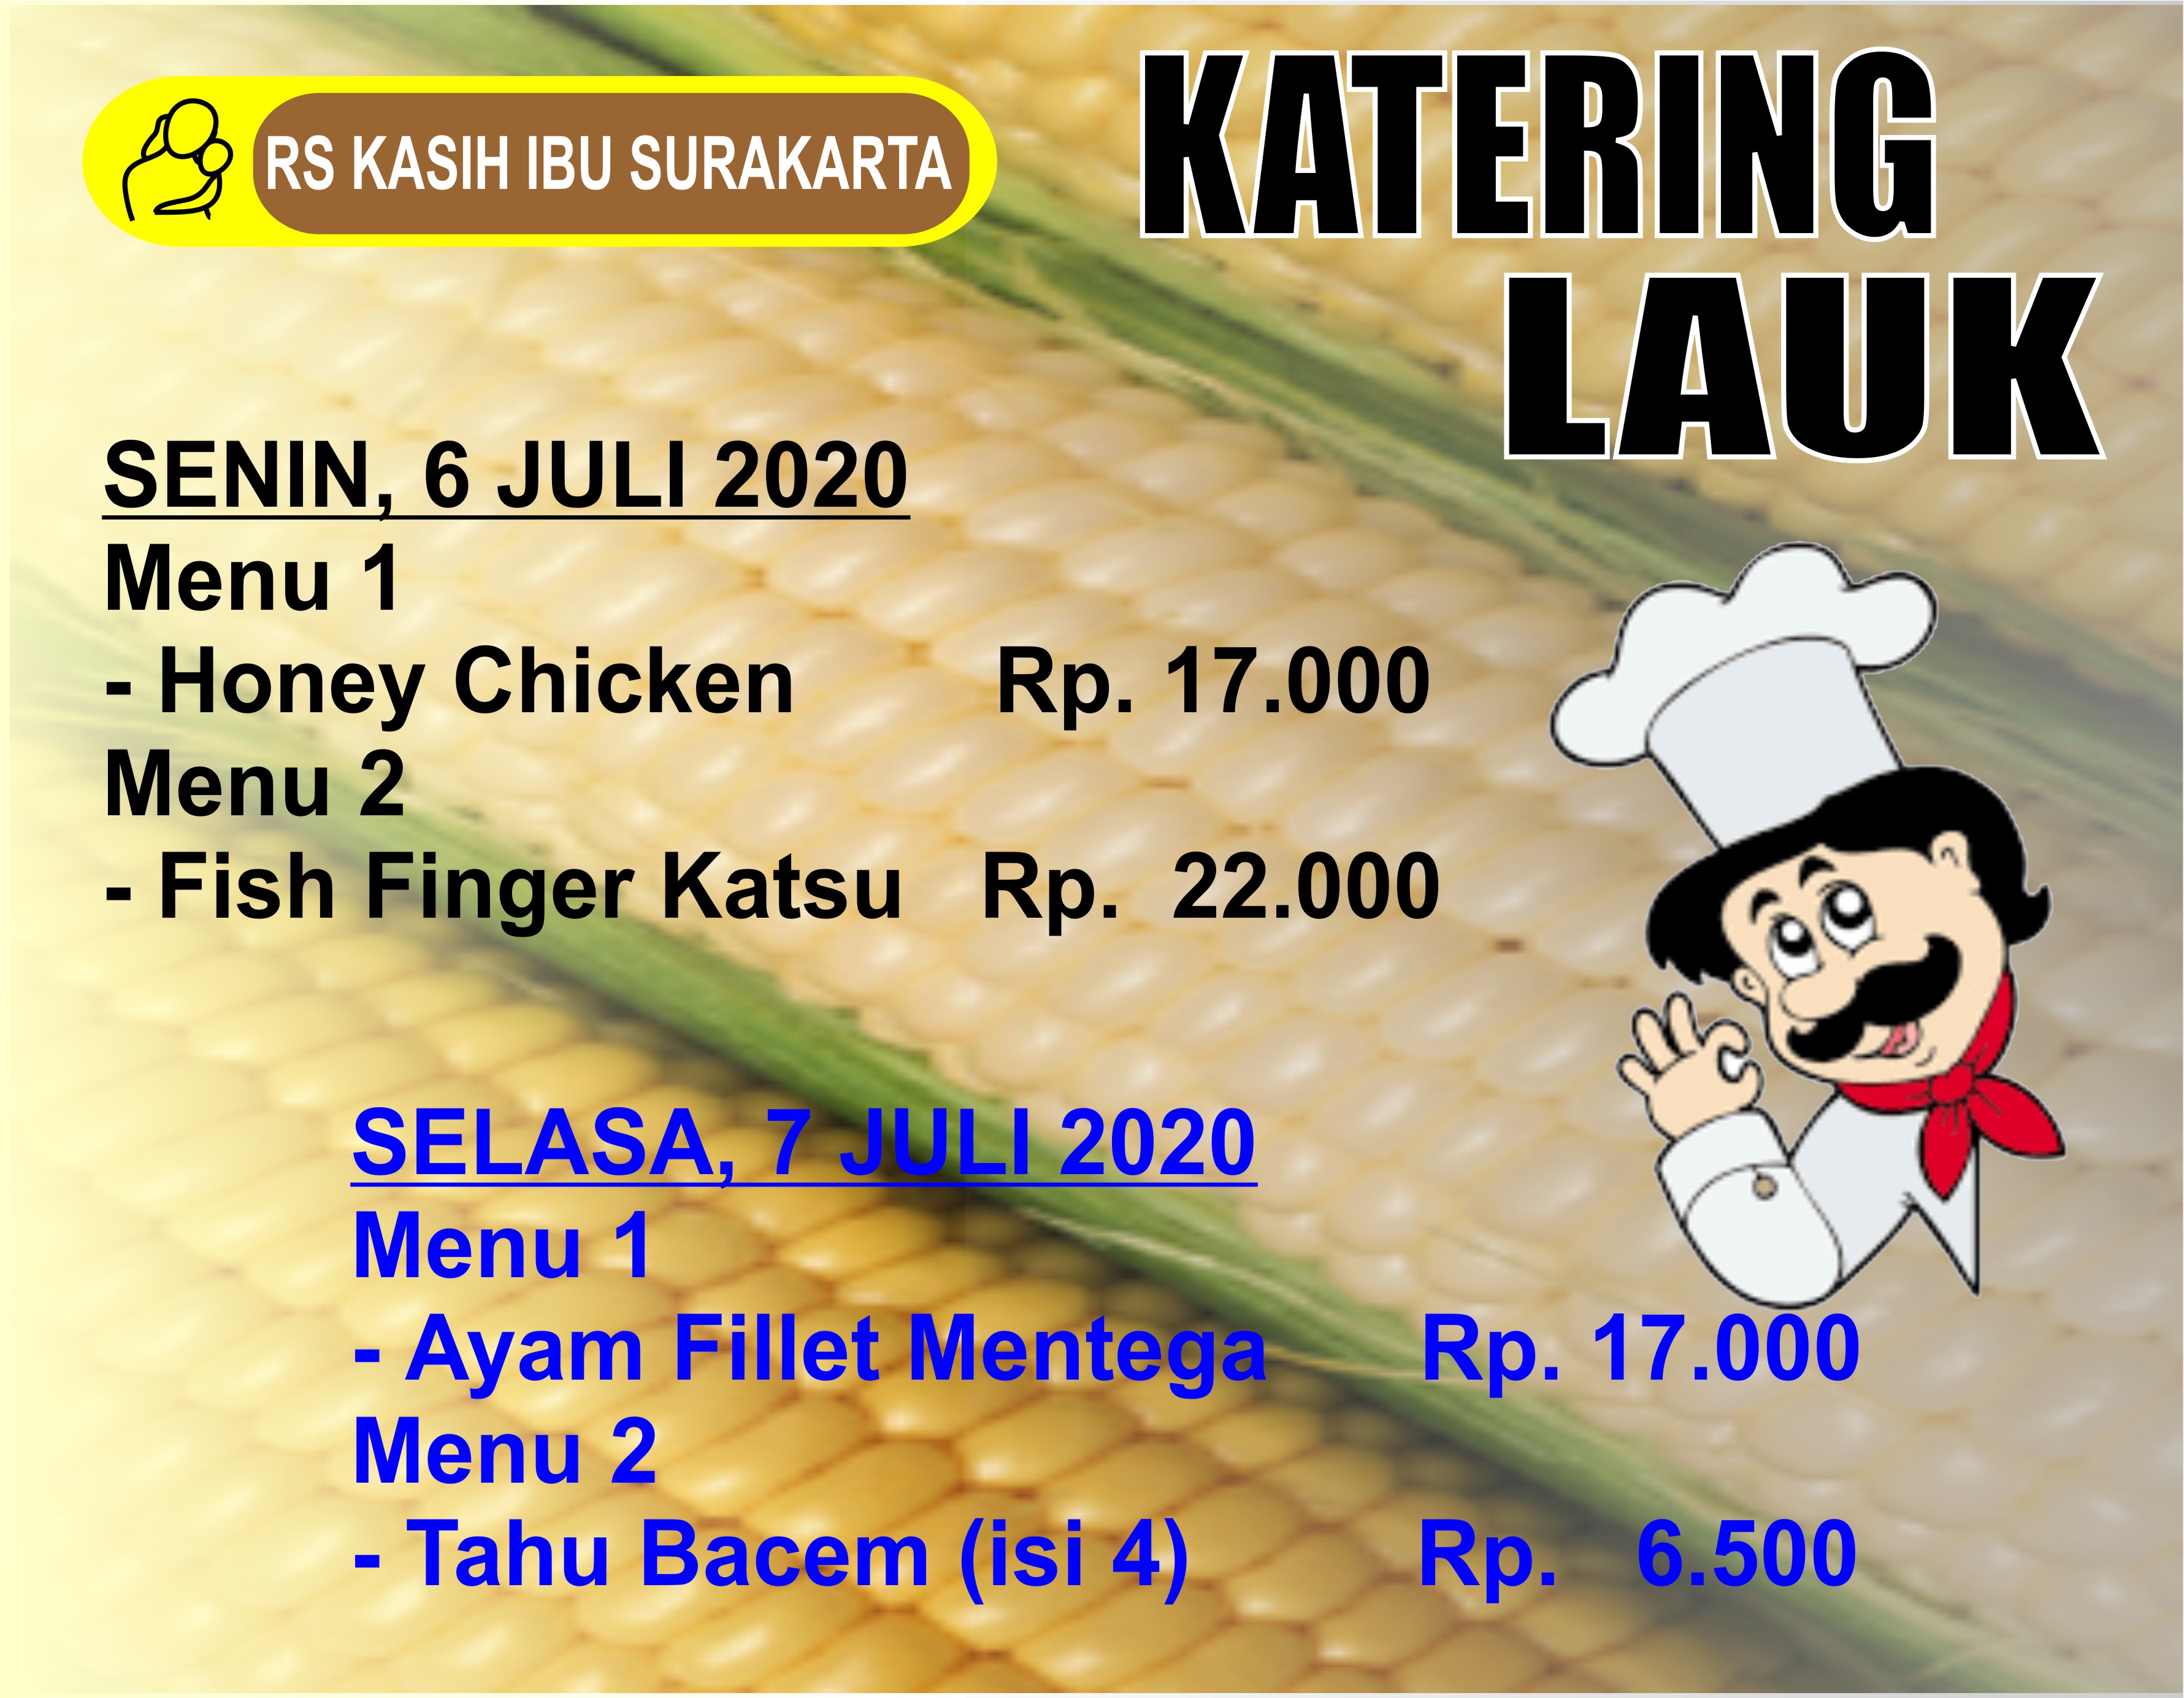 RS KASIH IBU SURAKARTA
KATERING
LAUK
SENIN, 6 JULI 2020
Menu 1
- Honey Chicken Rp. 17.000
Menu 2
- Fish Finger Katsu Rp. 22.000
SELASA, 7 JULI 2020
Menu 1
- Ayam Fillet Mentega Rp. 17.000
Menu 2
- Tahu Bacem (isi 4) Rp. 6.500